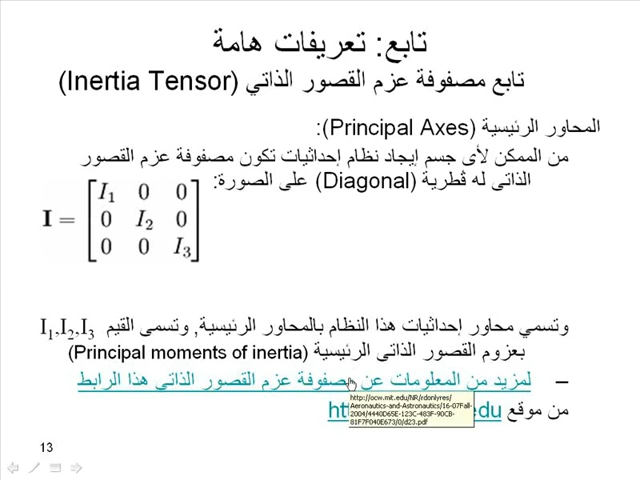 تابع: تعريفات هامة
تابع مصفوفة عزم القصور الذاتي (Inertia Tensor)
المحاور الرئيسية (Principal Axes):
من الممكن لأى جسم إيجاد نظام إحداثيات تكون مصفوفة عزم القصور
الذاتى له قطرية (Diagonal) على الصورة:
I = [I1 0 0
0 I2 0
0 0 I3]
وتسمي محاور إحداثيات هذا النظام بالمحاور الرئيسية, وتسمى القيم I1,I2,I3
بعزوم القصور الذاتى الرئيسية (Principal moments of inertia)
– لمزيد من المعلومات عن مصفوفة عزم القصور الذاتي هذا الرابط
من موقع htt edu
http://ocw.mit.edu/NR/rdonlyres/
Aeronautics-and-Astronautics/16-07Fall-
2004/4440D65E-123C-483F-90CB-
81F7F040E673/0/d23.pdf
13